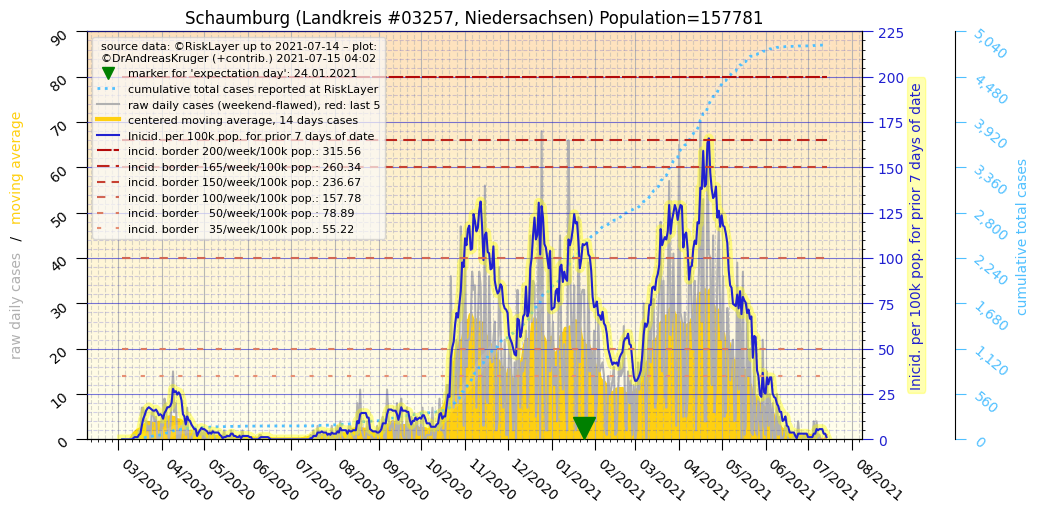 Schaumburg (Landkreis #03257, Niedersachsen) Population=157781
source data: ©RiskLayer up to 2021-07-14 – plot:
©DrAndreasKruger (+contrib.) 2021-07-15 04:02
marker for 'expectation day': 24.01.2021
cumulative total cases reported at RiskLayer
raw daily cases (weekend-flawed), red: last 5
centered moving average, 14 days cases
Inicid. per 100k pop. for prior 7 days of date
incid. border 200/week/100k pop.: 315.56
incid. border 165/week/100k pop.: 260.34
incid. border 150/week/100k pop.: 236.67
incid. border 100/week/100k pop.: 157.78
incid. border 50/week/100k pop.: 78.89
incid. border 35/week/100k pop.: 55.22
raw daily cases / moving average
90
80
70
60
50
40
30
20
10
0
225
200
175
150
125
100
75
50
25
0
Inicid. per 100k pop. for prior 7 days of date
5,040
4,480
3,920
3,360
2,800
2,240
1,680
1,120
560
0
cumulative total cases
03/2020
04/2020
05/2020
06/2020
07/2020
08/2020
09/2020
10/2020
11/2020
12/2020
01/2021
02/2021
03/2021
04/2021
05/2021
06/2021
07/2021
08/2021